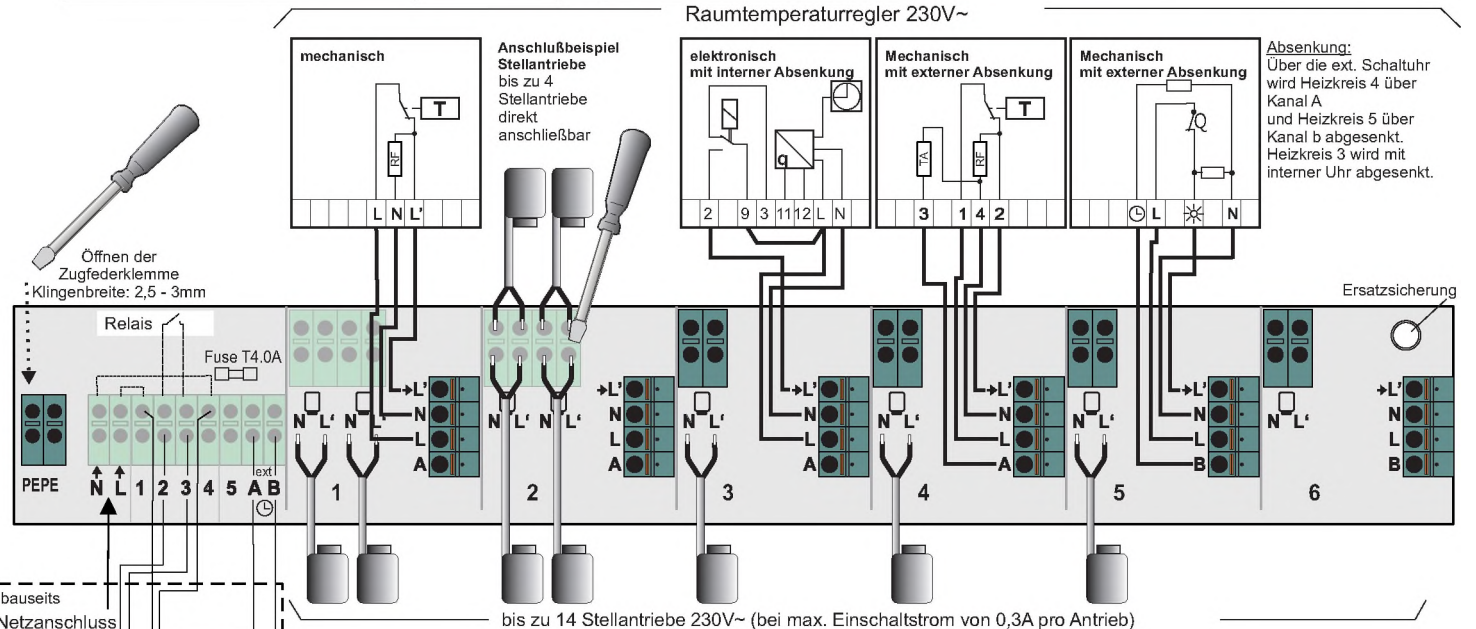 Raumtemperaturregler 230V~
mechanisch
T
RF
L N L'
Anschlußbeispiel
Stellantriebe
bis zu 4
Stellantriebe
direkt
anschließbar
elektronisch
mit interner Absenkung
q
2 9 3 11 12 L N
Mechanisch
mit externer Absenkung
T
TA
RF
3 1 4 2
Mechanisch
mit externer Absenkung
L N
Absenkung:
Über die ext. Schaltuhr
wird Heizkreis 4 über
Kanal A
und Heizkreis 5 über
Kanal b abgesenkt.
Heizkreis 3 wird mit
interner Uhr abgesenkt.
Öffnen der
Zugfederklemme
Klingenbreite: 2,5 - 3mm
Ersatzsicherung
Relais
Fuse T4.0A
PEPE
N L 1 2 3 4 5 A B
ext
N L' N L'
1
L'
N
L
A
N L' N L'
2
L'
N
L
A
N L'
3
L'
N
L
A
N L'
4
L'
N
L
A
N L'
5
L'
N
L
B
N L'
6
L'
N
L
B
bauseits
Netzanschluss
bis zu 14 Stellantriebe 230V~ (bei max. Einschaltstrom von 0,3A pro Antrieb)